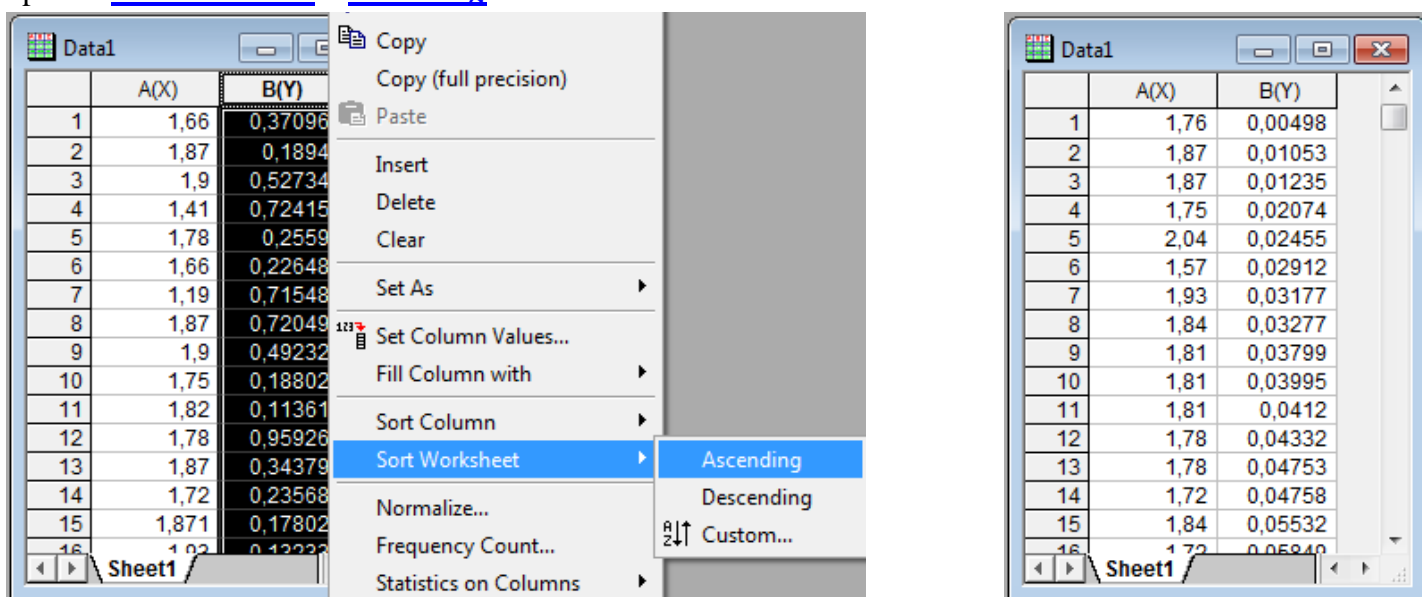 Data1
A(X) B(Y)
1 1,66 0,37096
2 1,87 0,1894
3 1,9 0,52734
4 1,41 0,72415
5 1,78 0,2559
6 1,66 0,22648
7 1,19 0,71548
8 1,87 0,72049
9 1,9 0,49232
10 1,75 0,18802
11 1,82 0,11361
12 1,78 0,95926
13 1,87 0,34379
14 1,72 0,23568
15 1,871 0,17802
16 1,93
Sheet1
Copy
Copy (full precision)
Paste
Insert
Delete
Clear
Set As
Set Column Values...
Fill Column with
Sort Column
Sort Worksheet
Normalize...
Frequency Count...
Statistics on Columns
Ascending
Descending
Custom...
Data1
A(X) B(Y)
1 1,76 0,00498
2 1,87 0,01053
3 1,87 0,01235
4 1,75 0,02074
5 2,04 0,02455
6 1,57 0,02912
7 1,93 0,03177
8 1,84 0,03277
9 1,81 0,03799
10 1,81 0,03995
11 1,81 0,0412
12 1,78 0,04332
13 1,78 0,04753
14 1,72 0,04758
15 1,84 0,05532
16 1,72 0,05849
Sheet1